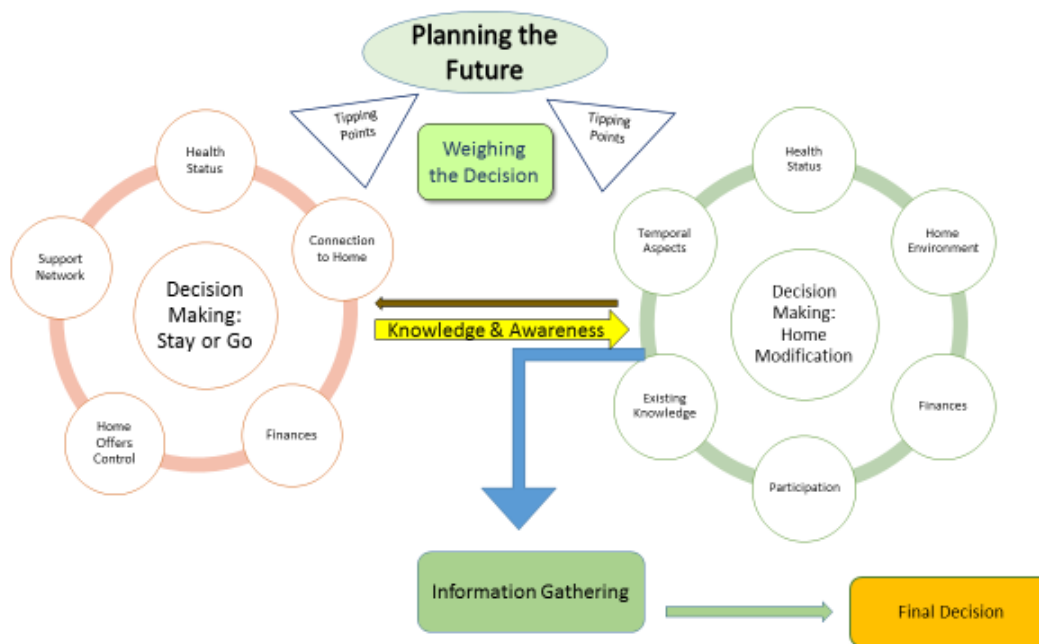 Planning the
Future
Tipping
Points
Tipping
Points
Weighing
the Decision
Health
Status
Connection
to Home
Finances
Home
Offers
Control
Support
Network
Decision
Making:
Stay or Go
Knowledge & Awareness
Health
Status
Home
Environment
Finances
Participation
Existing
Knowledge
Temporal
Aspects
Decision
Making:
Home
Modification
Information Gathering
Final Decision